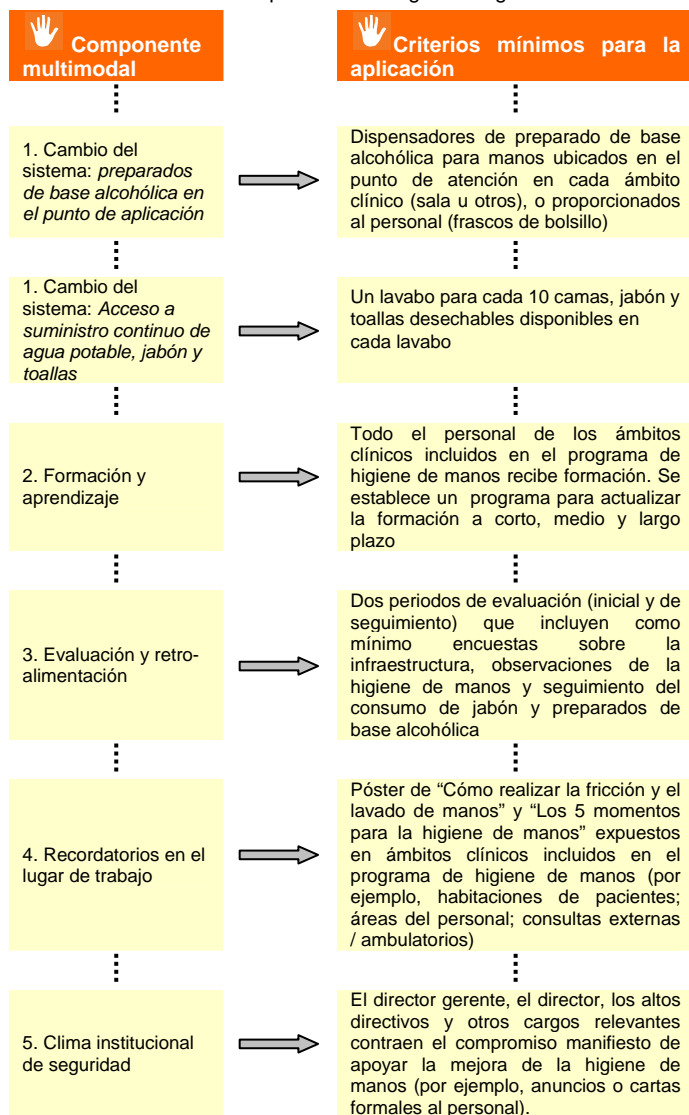 Componente
multimodal
Criterios mínimos para la
aplicación
1. Cambio del
sistema: preparados
de base alcohólica en
el punto de aplicación
Dispensadores de preparado de base
alcohólica para manos ubicados en el
punto de atención en cada ámbito
clínico (sala u otros), o proporcionados
al personal (frascos de bolsillo)
1. Cambio del
sistema: Acceso a
suministro continuo de
agua potable, jabón y
toallas
Un lavabo para cada 10 camas, jabón y
toallas desechables disponibles en
cada lavabo
2. Formación y
aprendizaje
Todo el personal de los ámbitos
clínicos incluidos en el programa de
higiene de manos recibe formación. Se
establece un programa para actualizar
la formación a corto, medio y largo
plazo
3. Evaluación y retro-
alimentación
Dos periodos de evaluación (inicial y de
seguimiento) que incluyen como
mínimo encuestas sobre la
infraestructura, observaciones de la
higiene de manos y seguimiento del
consumo de jabón y preparados de
base alcohólica
4. Recordatorios en el
lugar de trabajo
Póster de “Cómo realizar la fricción y el
lavado de manos” y “Los 5 momentos
para la higiene de manos” expuestos
en ámbitos clínicos incluidos en el
programa de higiene de manos (por
ejemplo, habitaciones de pacientes;
áreas del personal; consultas externas
/ ambulatorios)
5. Clima institucional
de seguridad
El director gerente, el director, los altos
directivos y otros cargos relevantes
contraen el compromiso manifiesto de
apoyar la mejora de la higiene de
manos (por ejemplo, anuncios o cartas
formales al personal).